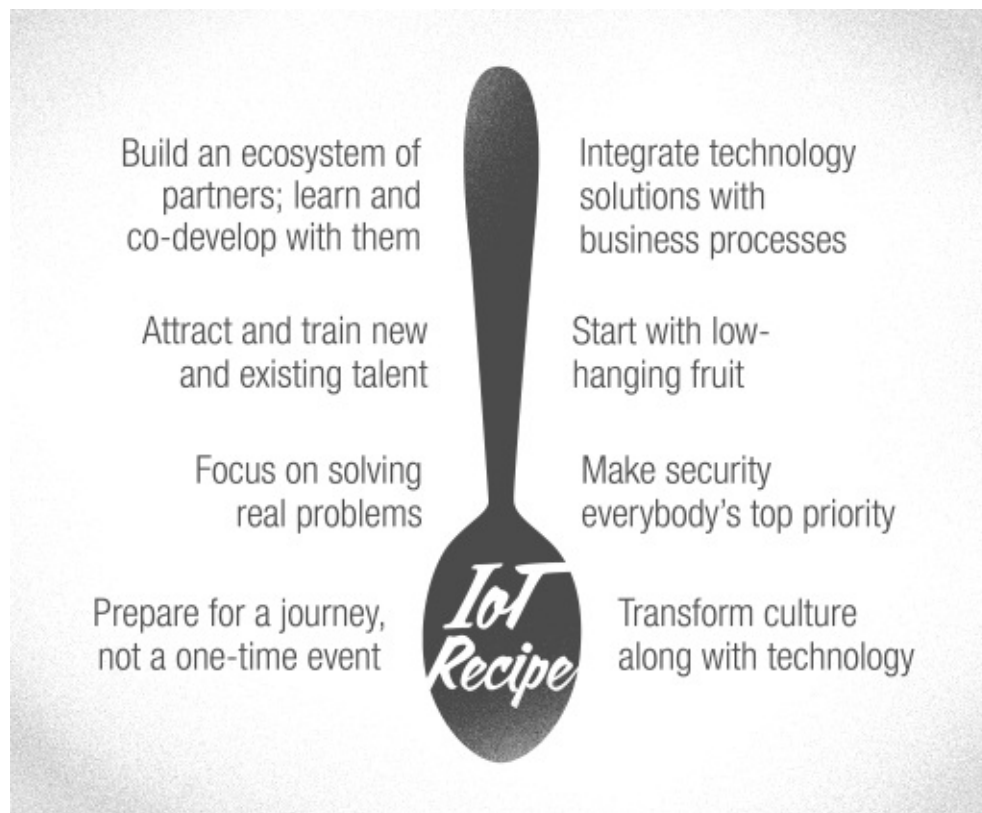 Build an ecosystem of
partners; learn and
co-develop with them
Attract and train new
and existing talent
Focus on solving
real problems
Prepare for a journey,
not a one-time event
Integrate technology
solutions with
business processes
Start with low-
hanging fruit
Make security
everybody's top priority
Transform culture
along with technology
IoT
Recipe